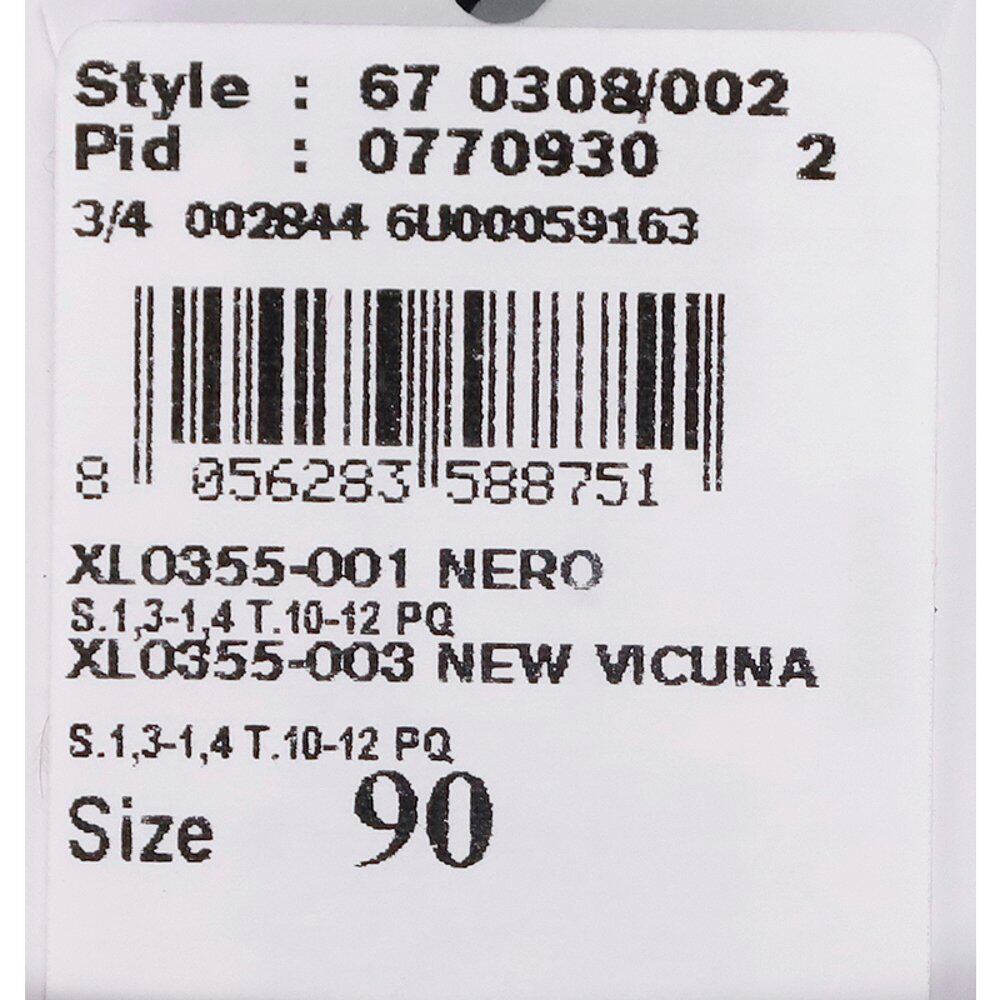 Style : 67 0308/002
Pid : 0770930 2
3/4 002844 6U00059163
8 056283 588751
XL0355-001 NERO
S.1,3-1,4 T.10-12 PQ
XL0355-003 NEW VICUNA
S.1,3-1,4 T.10-12 PQ
Size 90